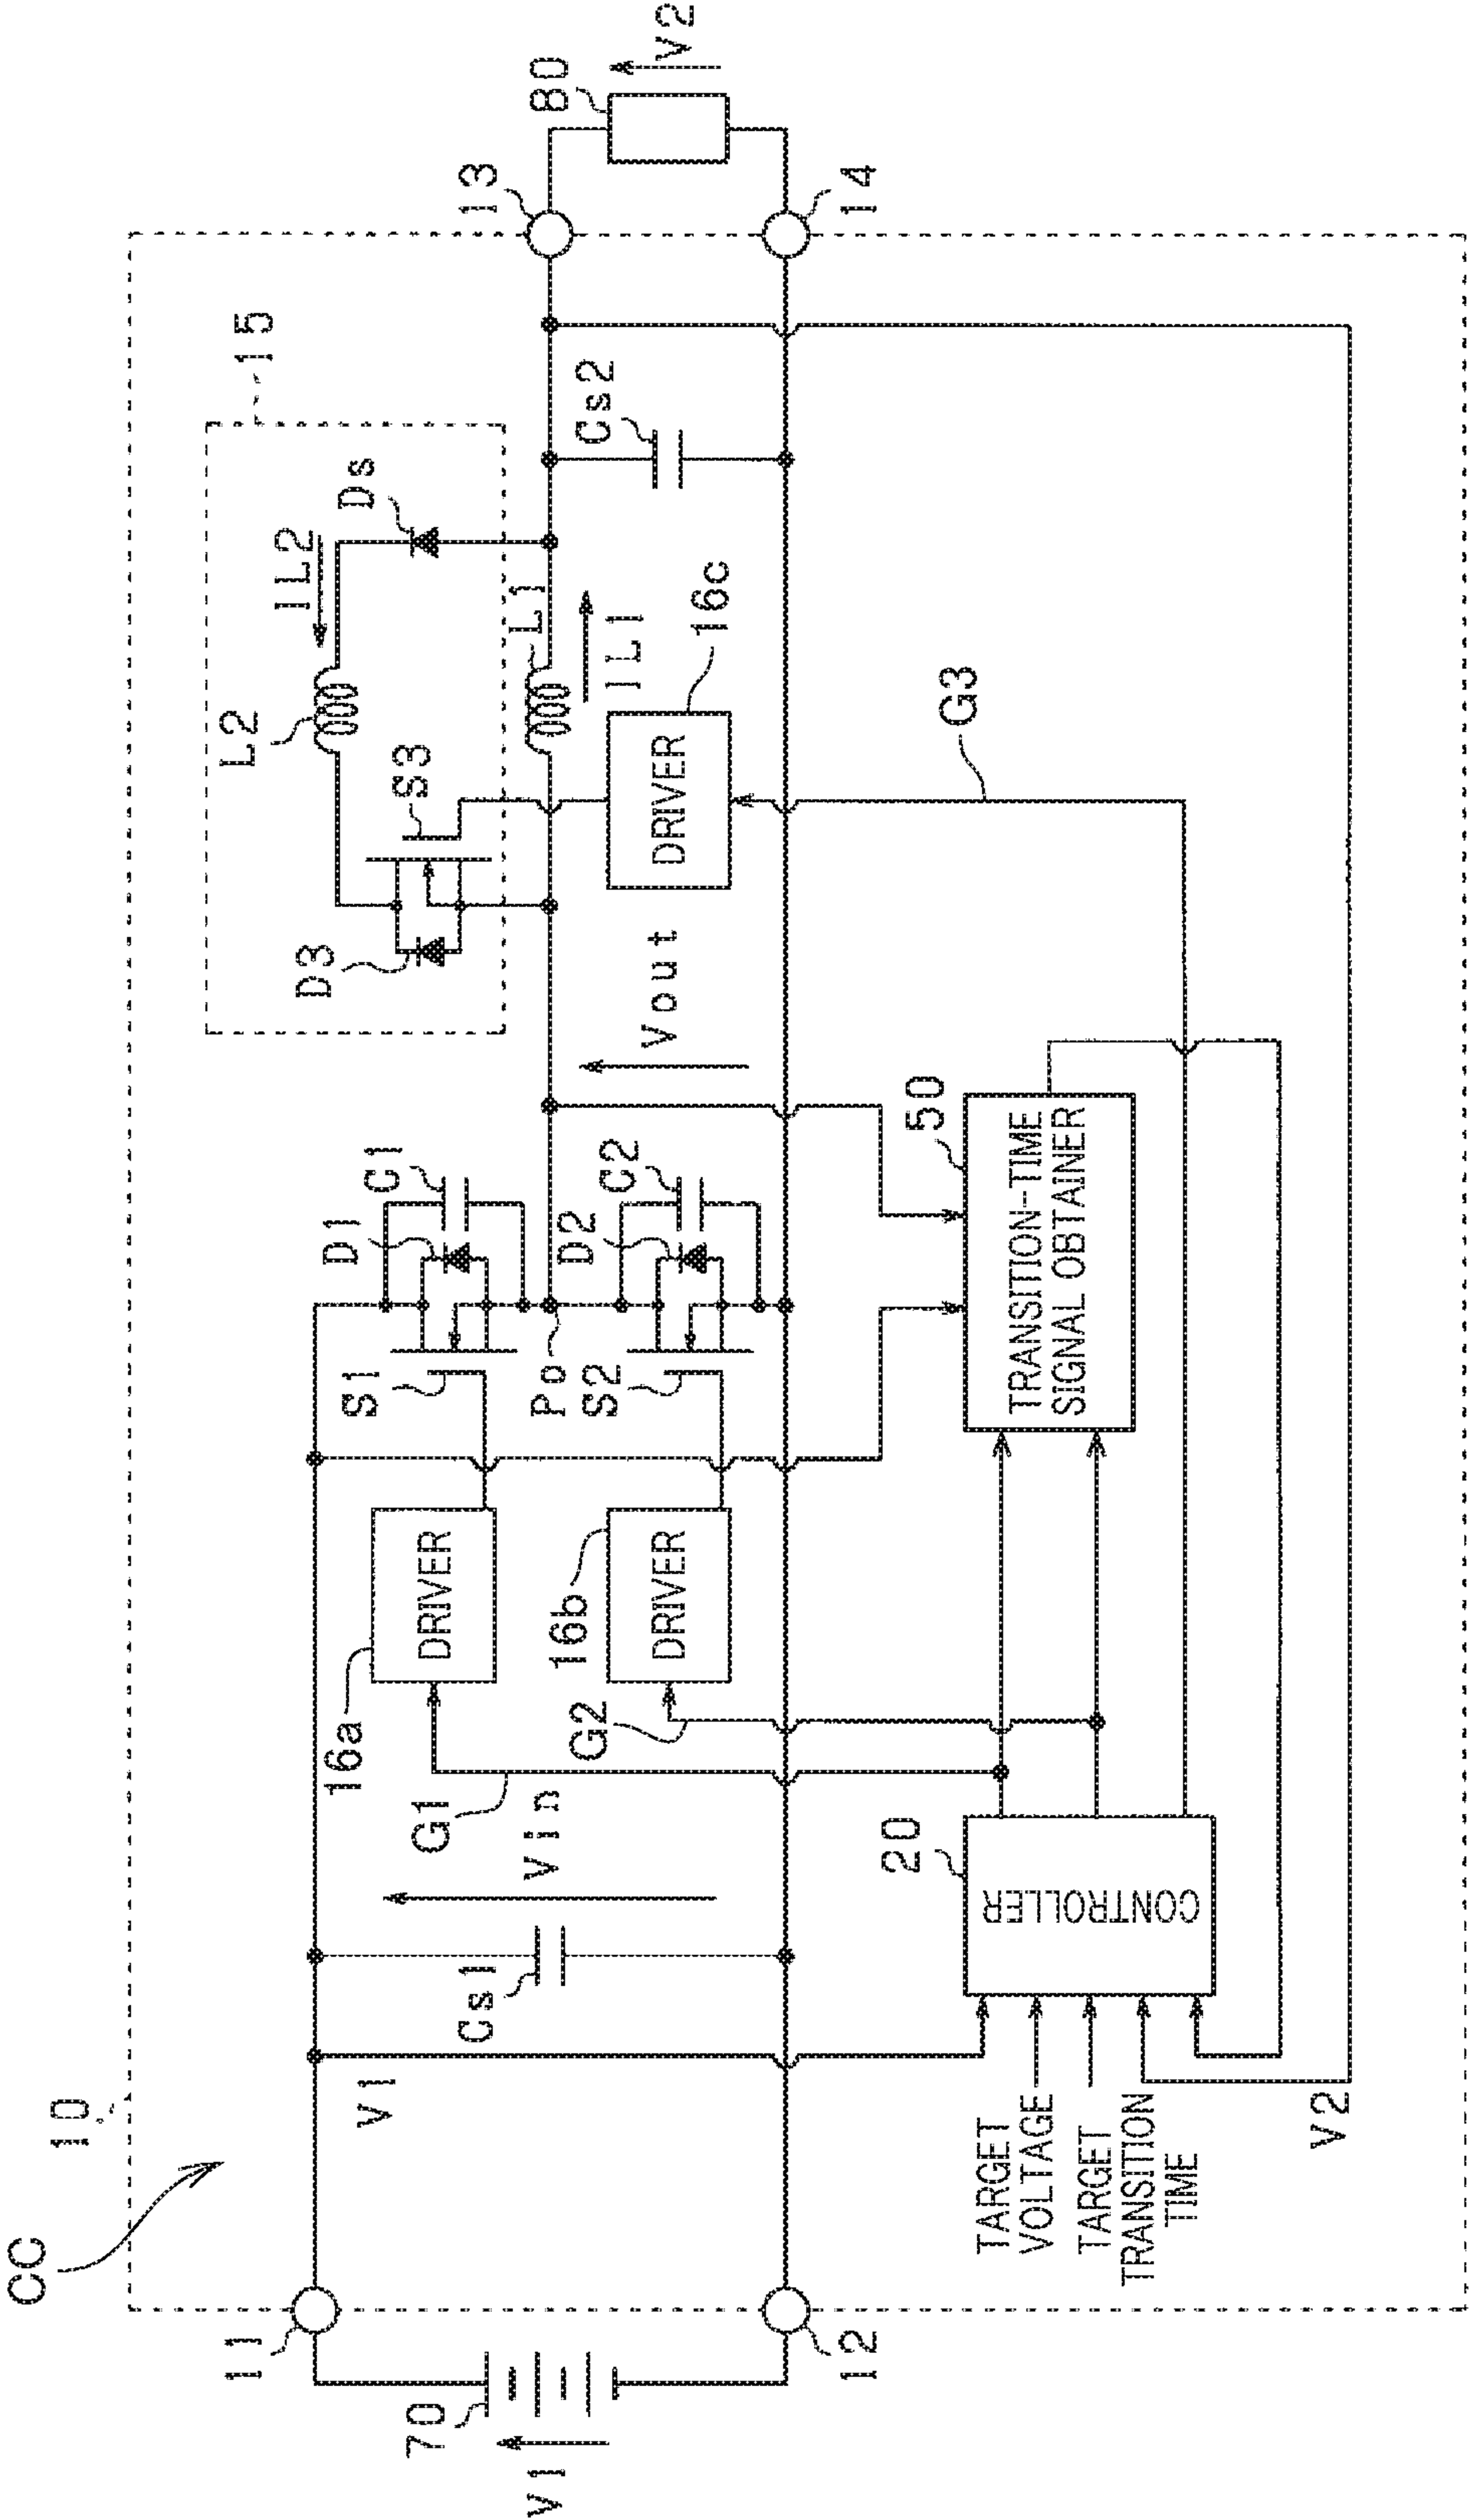 CC
10
15
L2
IL2
Ds
D3
S3
L1
IL1
Cs2
13
80
V2
14
16c
DRIVER
G3
Vout
11
V1
70
V1
12
Cs1
Vin
16a
DRIVER
G1
16b
DRIVER
G2
S1
D1
C1
Po
S2
D2
C2
50
TRANSITION-TIME
SIGNAL OBTAINER
20
CONTROLLER
TARGET
VOLTAGE
TARGET
TRANSITION
TIME
V2